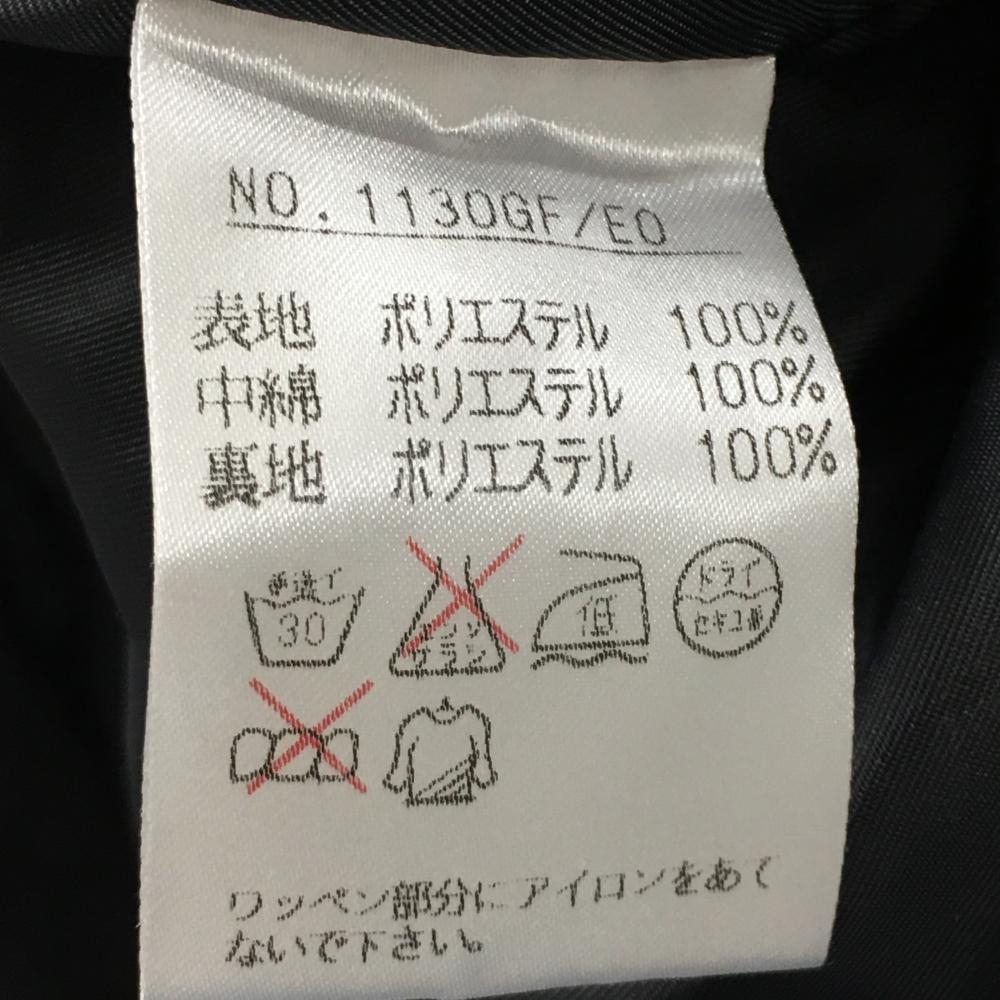 NO.1130GF/EO
表地 ポリエステル 100%
中綿 ポリエステル 100%
裏地 ポリエステル 100%
手洗イ
30
エンソ
サラシ
低
ドライ
セキユ系
ワッペン部分にアイロンをあて
ないで下さい。